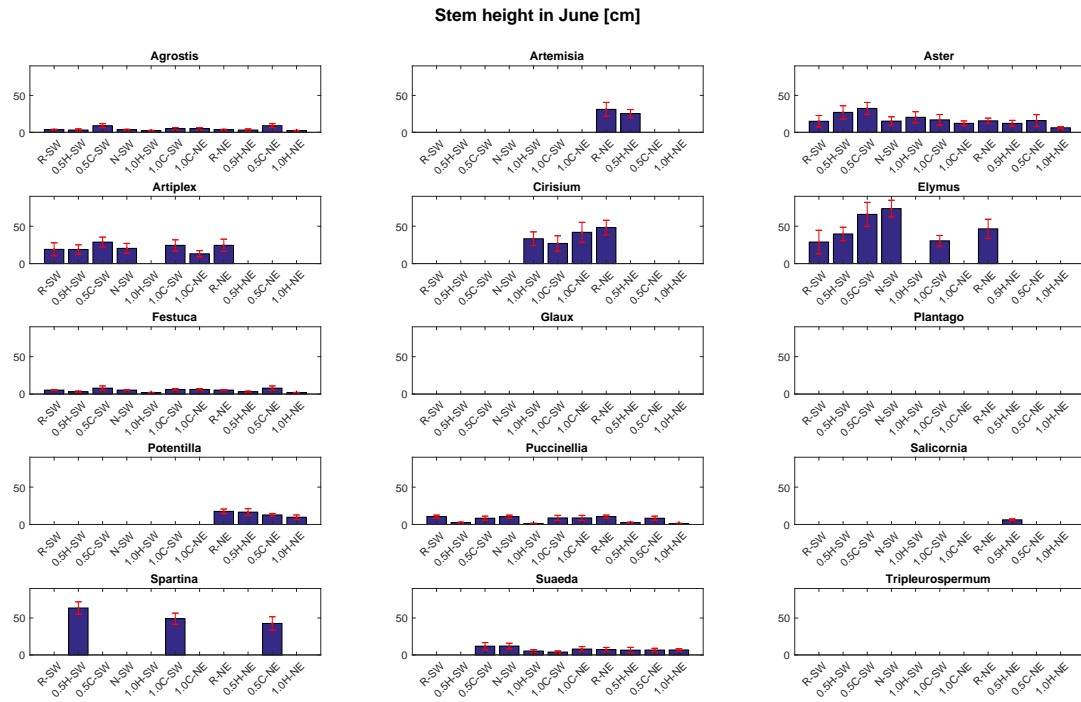 Stem height in June [cm]
Agrostis Artemisia Aster
50 50 50
0 0 0
R-SW 0.5H-SW 0.5C-SW N-SW 1.0H-SW 1.0C-SW 1.0C-NE R-NE 0.5H-NE 0.5C-NE 1.0H-NE R-SW 0.5H-SW 0.5C-SW N-SW 1.0H-SW 1.0C-SW 1.0C-NE R-NE 0.5H-NE 0.5C-NE 1.0H-NE R-SW 0.5H-SW 0.5C-SW N-SW 1.0H-SW 1.0C-SW 1.0C-NE R-NE 0.5H-NE 0.5C-NE 1.0H-NE
Artiplex Cirisium Elymus
50 50 50
0 0 0
R-SW 0.5H-SW 0.5C-SW N-SW 1.0H-SW 1.0C-SW 1.0C-NE R-NE 0.5H-NE 0.5C-NE 1.0H-NE R-SW 0.5H-SW 0.5C-SW N-SW 1.0H-SW 1.0C-SW 1.0C-NE R-NE 0.5H-NE 0.5C-NE 1.0H-NE R-SW 0.5H-SW 0.5C-SW N-SW 1.0H-SW 1.0C-SW 1.0C-NE R-NE 0.5H-NE 0.5C-NE 1.0H-NE
Festuca Glaux Plantago
50 50 50
0 0 0
R-SW 0.5H-SW 0.5C-SW N-SW 1.0H-SW 1.0C-SW 1.0C-NE R-NE 0.5H-NE 0.5C-NE 1.0H-NE R-SW 0.5H-SW 0.5C-SW N-SW 1.0H-SW 1.0C-SW 1.0C-NE R-NE 0.5H-NE 0.5C-NE 1.0H-NE R-SW 0.5H-SW 0.5C-SW N-SW 1.0H-SW 1.0C-SW 1.0C-NE R-NE 0.5H-NE 0.5C-NE 1.0H-NE
Potentilla Puccinellia Salicornia
50 50 50
0 0 0
R-SW 0.5H-SW 0.5C-SW N-SW 1.0H-SW 1.0C-SW 1.0C-NE R-NE 0.5H-NE 0.5C-NE 1.0H-NE R-SW 0.5H-SW 0.5C-SW N-SW 1.0H-SW 1.0C-SW 1.0C-NE R-NE 0.5H-NE 0.5C-NE 1.0H-NE R-SW 0.5H-SW 0.5C-SW N-SW 1.0H-SW 1.0C-SW 1.0C-NE R-NE 0.5H-NE 0.5C-NE 1.0H-NE
Spartina Suaeda Tripleurospermum
50 50 50
0 0 0
R-SW 0.5H-SW 0.5C-SW N-SW 1.0H-SW 1.0C-SW 1.0C-NE R-NE 0.5H-NE 0.5C-NE 1.0H-NE R-SW 0.5H-SW 0.5C-SW N-SW 1.0H-SW 1.0C-SW 1.0C-NE R-NE 0.5H-NE 0.5C-NE 1.0H-NE R-SW 0.5H-SW 0.5C-SW N-SW 1.0H-SW 1.0C-SW 1.0C-NE R-NE 0.5H-NE 0.5C-NE 1.0H-NE